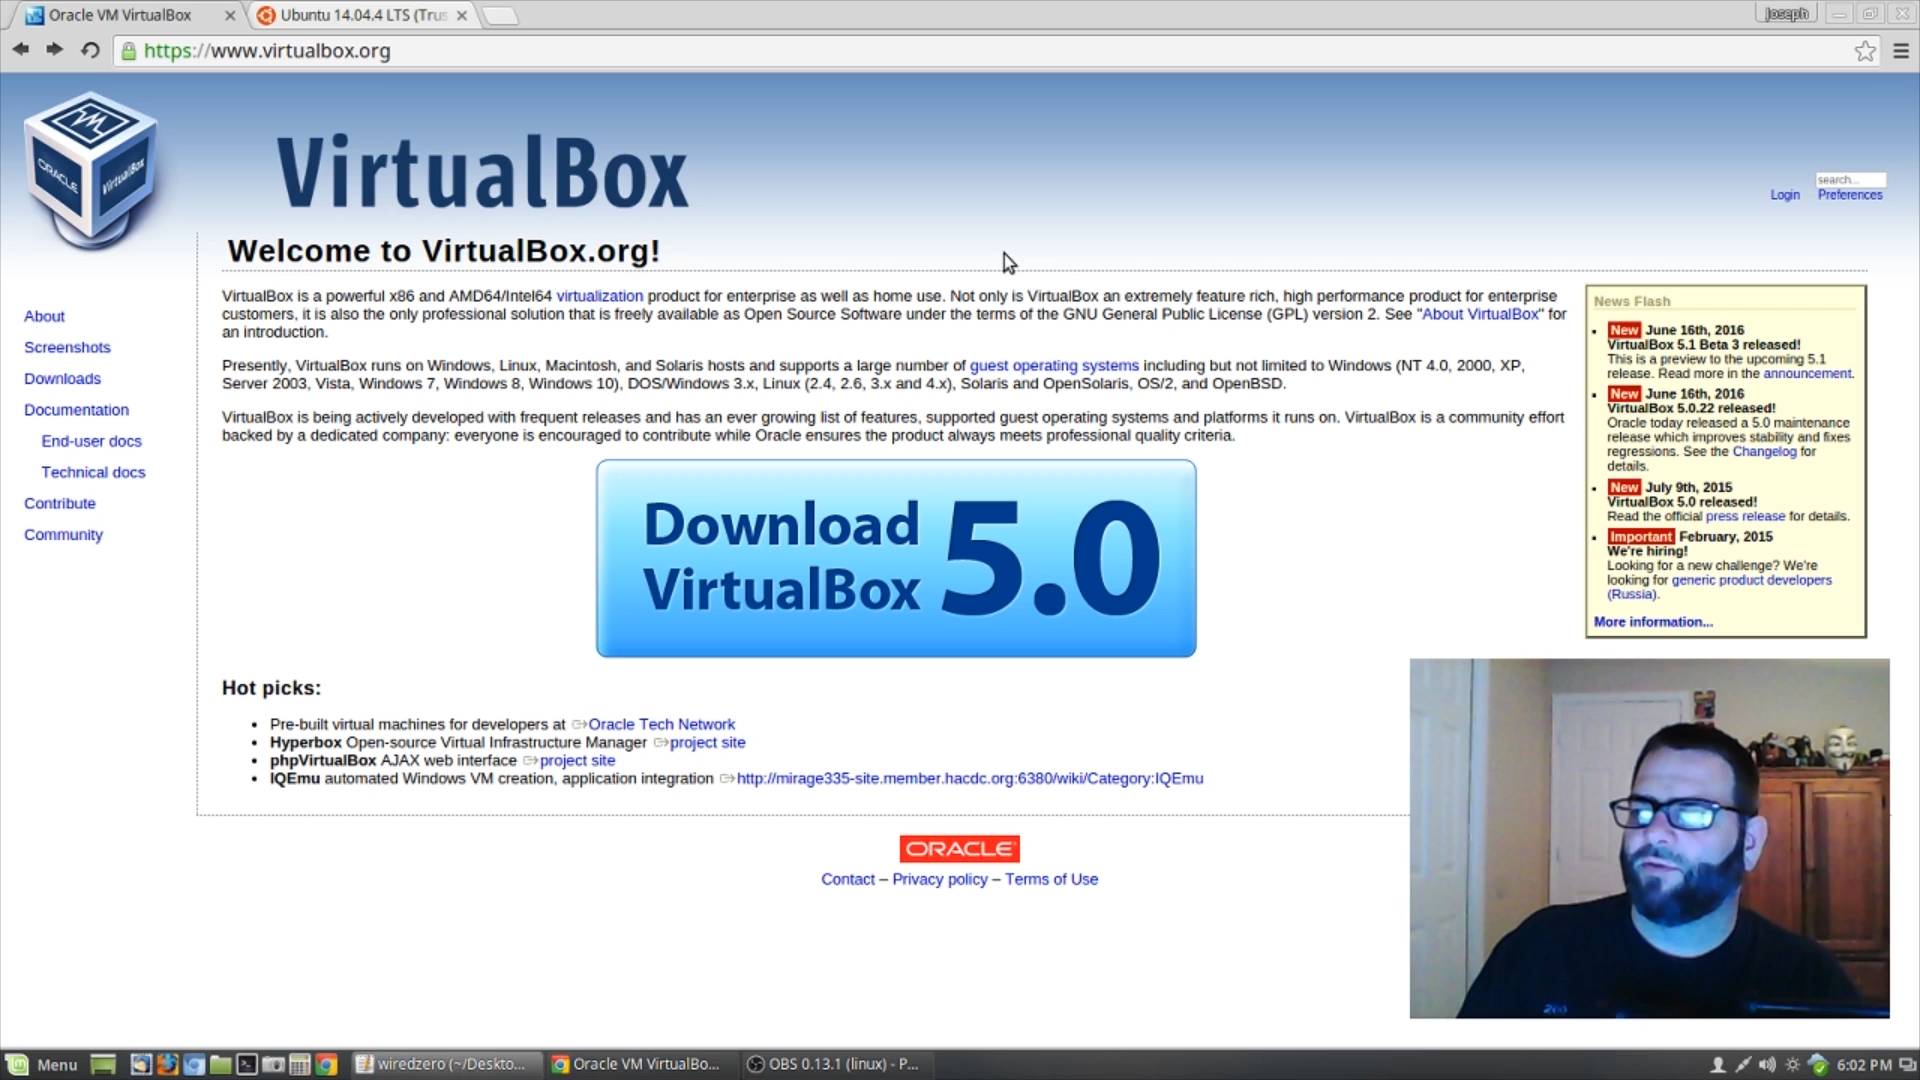 Oracle VM VirtualBox
Ubuntu 14.04.4 LTS (Trus
Joseph
https://www.virtualbox.org
ORACLE
VirtualBox
VirtualBox
search...
Login
Preferences
Welcome to VirtualBox.org!
About
Screenshots
Downloads
Documentation
End-user docs
Technical docs
Contribute
Community
VirtualBox is a powerful x86 and AMD64/Intel64 virtualization product for enterprise as well as home use. Not only is VirtualBox an extremely feature rich, high performance product for enterprise
customers, it is also the only professional solution that is freely available as Open Source Software under the terms of the GNU General Public License (GPL) version 2. See "About VirtualBox" for
an introduction.
Presently, VirtualBox runs on Windows, Linux, Macintosh, and Solaris hosts and supports a large number of guest operating systems including but not limited to Windows (NT 4.0, 2000, XP,
Server 2003, Vista, Windows 7, Windows 8, Windows 10), DOS/Windows 3.x, Linux (2.4, 2.6, 3.x and 4.x), Solaris and OpenSolaris, OS/2, and OpenBSD.
VirtualBox is being actively developed with frequent releases and has an ever growing list of features, supported guest operating systems and platforms it runs on. VirtualBox is a community effort
backed by a dedicated company: everyone is encouraged to contribute while Oracle ensures the product always meets professional quality criteria.
Download
VirtualBox
5.0
News Flash
New June 16th, 2016
VirtualBox 5.1 Beta 3 released!
This is a preview to the upcoming 5.1
release. Read more in the announcement.
New June 16th, 2016
VirtualBox 5.0.22 released!
Oracle today released a 5.0 maintenance
release which improves stability and fixes
regressions. See the Changelog for
details.
New July 9th, 2015
VirtualBox 5.0 released!
Read the official press release for details.
Important February, 2015
We're hiring!
Looking for a new challenge? We're
looking for generic product developers
(Russia).
More information...
Hot picks:
Pre-built virtual machines for developers at Oracle Tech Network
Hyperbox Open-source Virtual Infrastructure Manager project site
phpVirtualBox AJAX web interface project site
IQEmu automated Windows VM creation, application integration http://mirage335-site.member.hacdc.org:6380/wiki/Category:IQEmu
ORACLE
Contact – Privacy policy – Terms of Use
Menu
wiredzero (~/Deskto...
Oracle VM VirtualBo...
OBS 0.13.1 (linux) - P...
6:02 PM